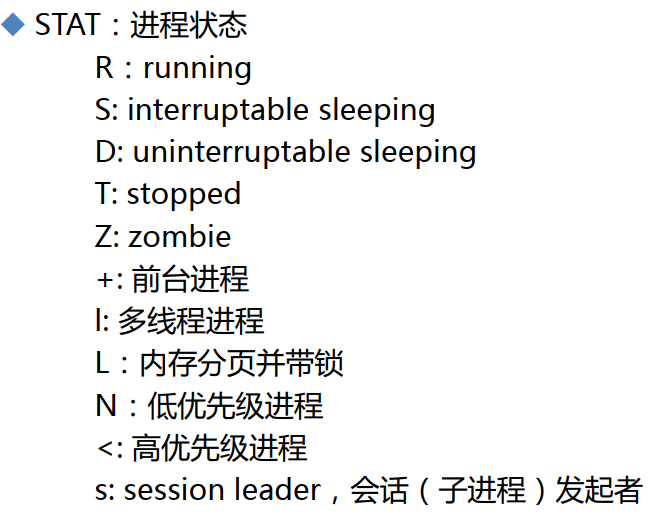 ◆ STAT：进程状态
R：running
S: interruptable sleeping
D: uninterruptable sleeping
T: stopped
Z: zombie
+: 前台进程
l: 多线程进程
L：内存分页并带锁
N：低优先级进程
<: 高优先级进程
s: session leader，会话（子进程）发起者